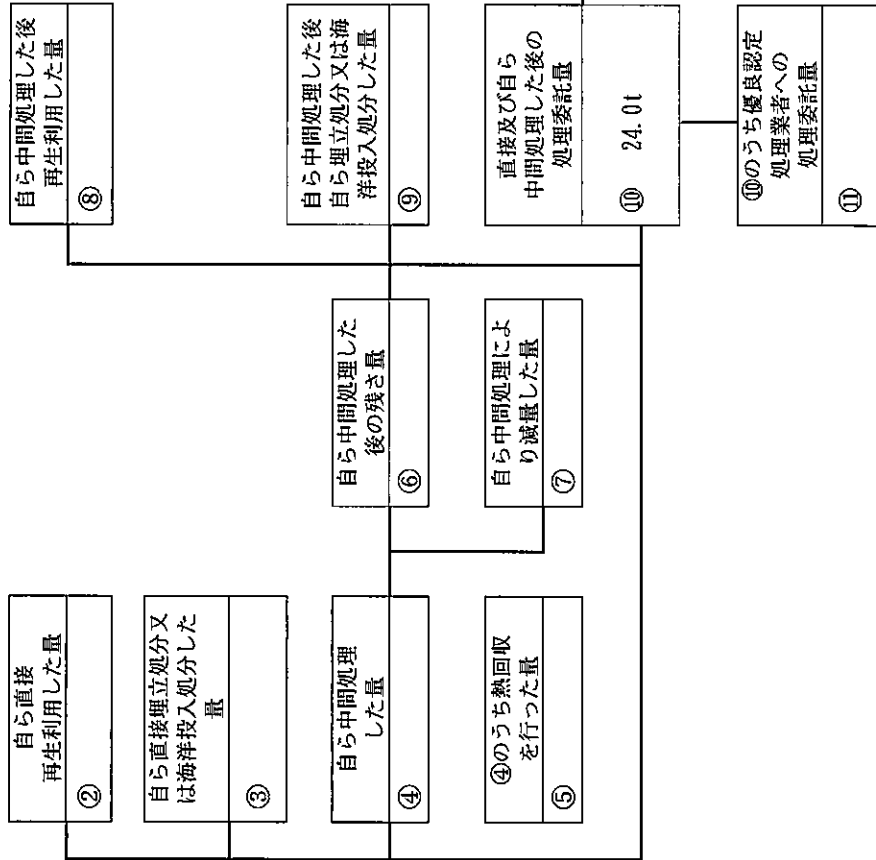 自ら直接
再生利用した量
②
自ら直接埋立処分又
は海洋投入処分した
量
③
自ら中間処理
した量
④
④のうち熱回収
を行った量
⑤
自ら中間処理した
後の残さ量
⑥
自ら中間処理によ
り減量した量
⑦
自ら中間処理した後
再生利用した量
⑧
自ら中間処理した後
自ら埋立処分又は海
洋投入処分した量
⑨
直接及び自ら
中間処理した後の
処理委託量
⑩ 24.0t
⑩のうち優良認定
処理業者への
処理委託量
⑪